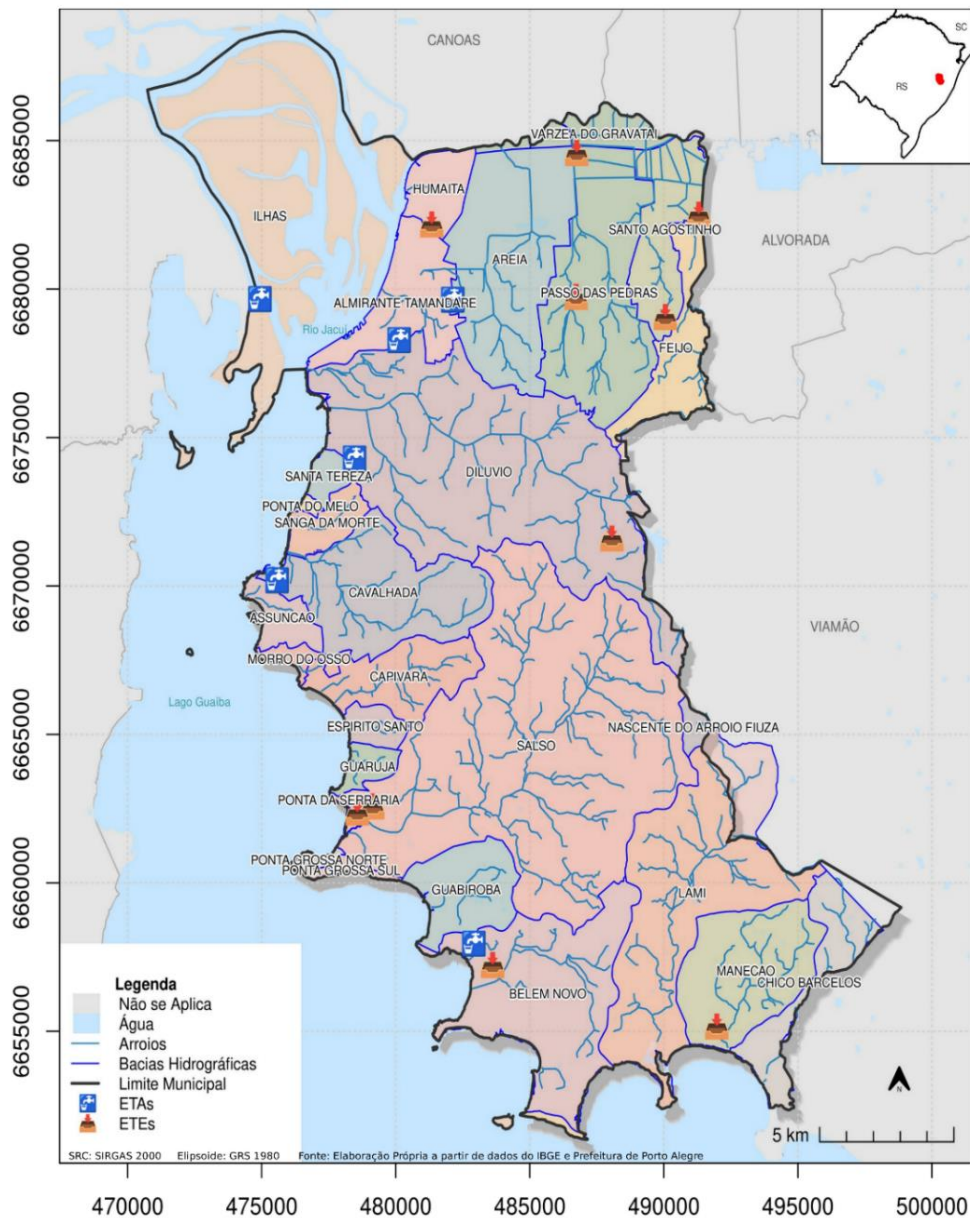 CANOAS
SC
RS
6685000
VARZEA DO GRAVATAI
HUMAITA
ILHAS
SANTO AGOSTINHO
ALVORADA
AREIA
6680000
PASSO DAS PEDRAS
ALMIRANTE TAMANDARE
Rio Jacuí
FEIJO
6675000
DILUVIO
SANTA TEREZA
PONTA DO MELO
SANGA DA MORTE
6670000
CAVALHADA
ASSUNCAO
VIAMÃO
MORRO DO OSSO
CAPIVARA
Lago Guaíba
6665000
ESPIRITO SANTO
NASCENTE DO ARROIO FIUZA
SALSO
GUARUJA
PONTA DA SERRARIA
PONTA GROSSA NORTE
PONTA GROSSA SUL
6660000
GUABIROBA
LAMI
MANECAO
CHICO BARCELOS
BELEM NOVO
6655000
Legenda
Não se Aplica
Água
Arroios
Bacias Hidrográficas
Limite Municipal
ETAs
ETEs
N
5 km
SRC: SIRGAS 2000 Elipsoide: GRS 1980 Fonte: Elaboração Própria a partir de dados do IBGE e Prefeitura de Porto Alegre
470000 475000 480000 485000 490000 495000 500000